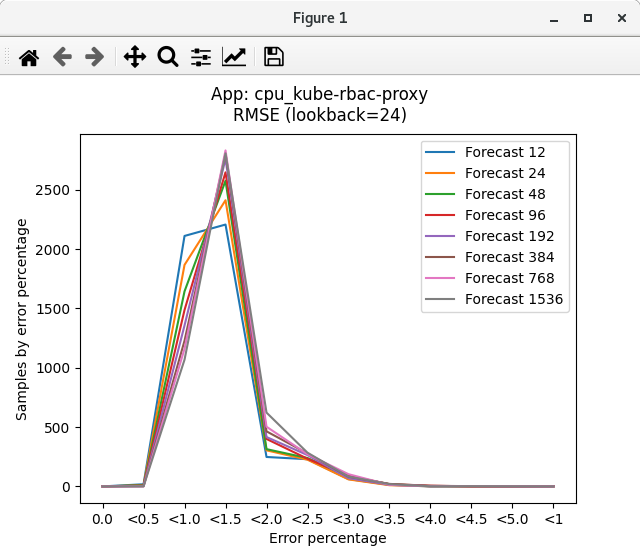 Figure 1
App: cpu_kube-rbac-proxy
RMSE (lookback=24)
Samples by error percentage
2500
2000
1500
1000
500
0
Forecast 12
Forecast 24
Forecast 48
Forecast 96
Forecast 192
Forecast 384
Forecast 768
Forecast 1536
0.0 <0.5 <1.0 <1.5 <2.0 <2.5 <3.0 <3.5 <4.0 <4.5 <5.0 <1
Error percentage